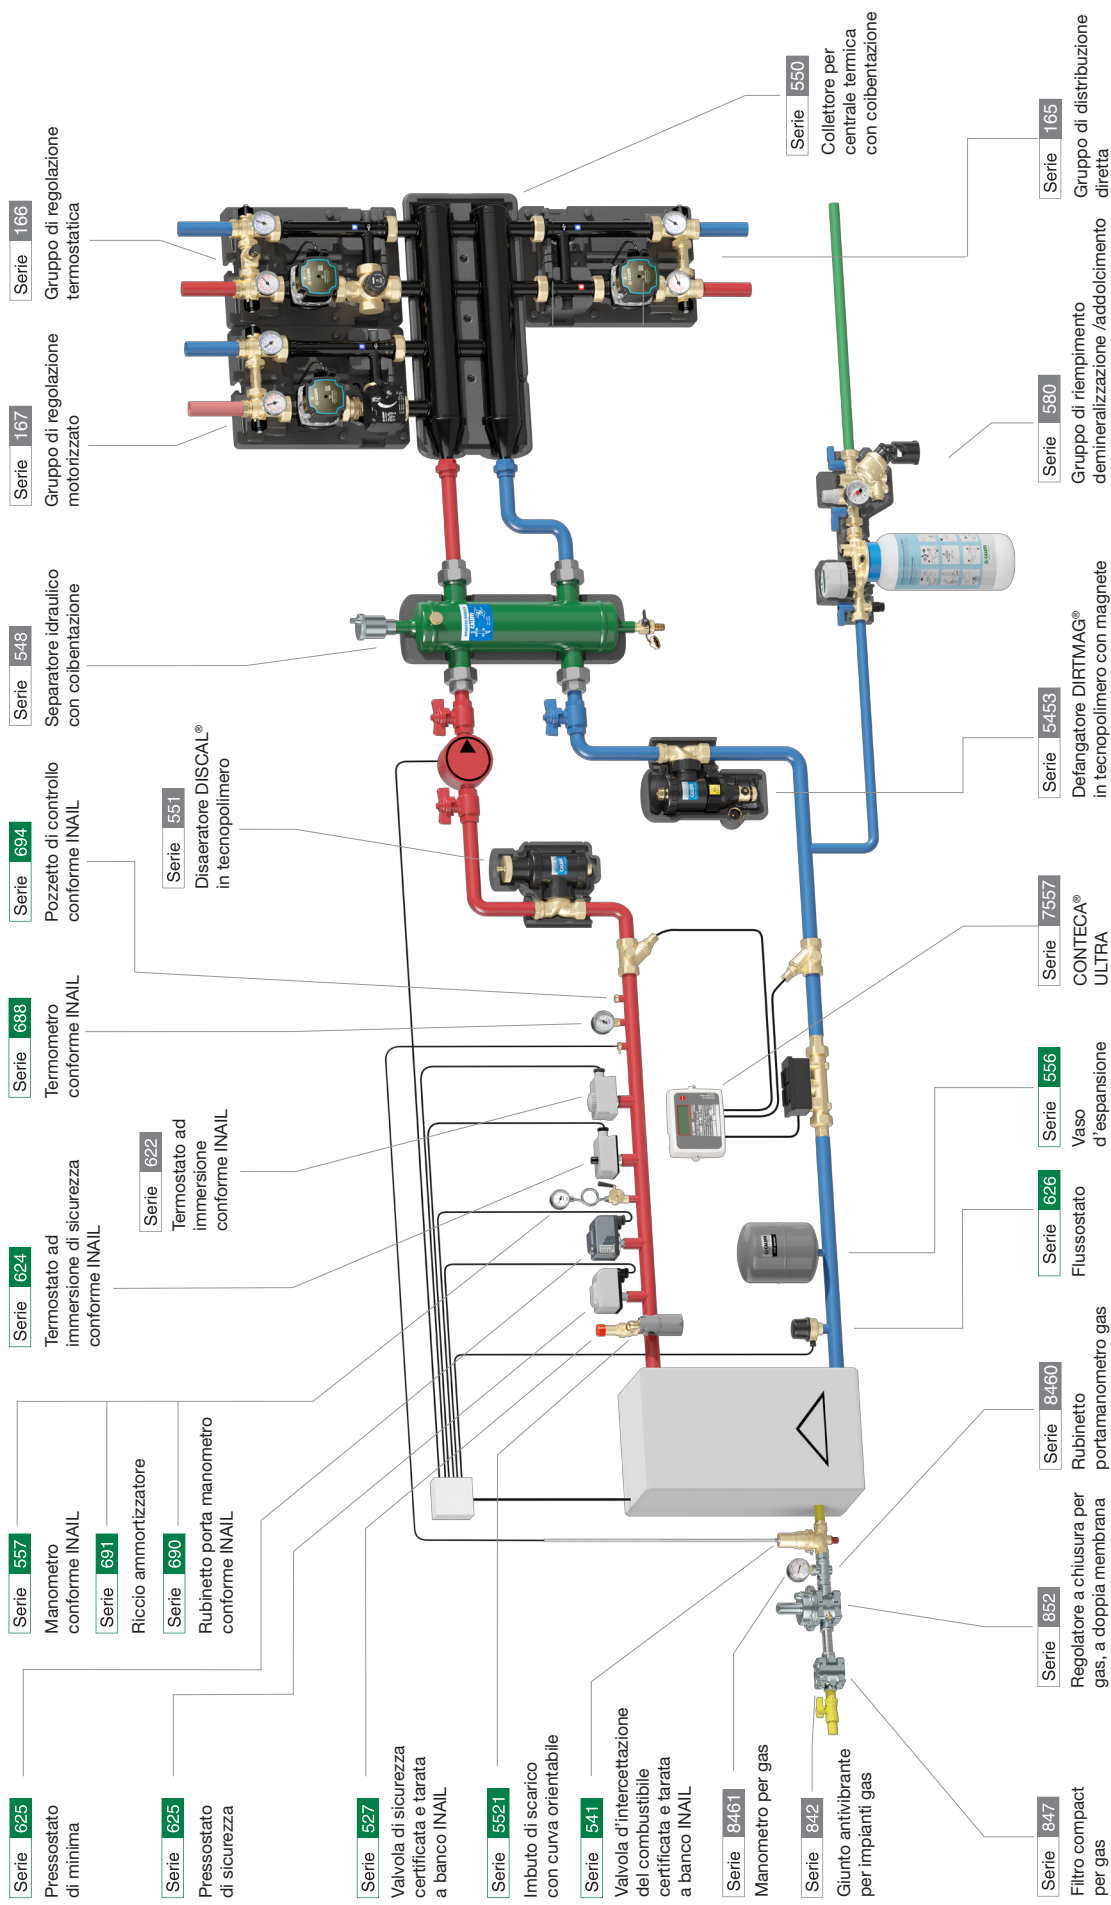 Serie 625
Pressostato
di minima
Serie 625
Pressostato
di sicurezza
Serie 557
Manometro
conforme INAIL
Serie 691
Riccio ammortizzatore
Serie 690
Rubinetto porta manometro
conforme INAIL
Serie 624
Termostato ad
immersione di sicurezza
conforme INAIL
Serie 622
Termostato ad
immersione
conforme INAIL
Serie 688
Termometro
conforme INAIL
Serie 694
Pozzetto di controllo
conforme INAIL
Serie 551
Disaeratore DISCAL®
in tecnopolimero
Serie 548
Separatore idraulico
con coibentazione
Serie 167
Gruppo di regolazione
motorizzato
Serie 166
Gruppo di regolazione
termostatica
Serie 527
Valvola di sicurezza
certificata e tarata
a banco INAIL
Serie 5521
Imbuto di scarico
con curva orientabile
Serie 541
Valvola d'intercettazione
del combustibile
certificata e tarata
a banco INAIL
Serie 8461
Manometro per gas
Serie 842
Giunto antivibrante
per impianti gas
Serie 550
Collettore per
centrale termica
con coibentazione
Serie 847
Filtro compact
per gas
Serie 852
Regolatore a chiusura per
gas, a doppia membrana
Serie 8460
Rubinetto
portamanometro gas
Serie 626
Flussostato
Serie 556
Vaso
d'espansione
Serie 7557
CONTECA®
ULTRA
Serie 5453
Defangatore DIRTMAG®
in tecnopolimero con magnete
Serie 580
Gruppo di riempimento
demineralizzazione /addolcimento
Serie 165
Gruppo di distribuzione
diretta